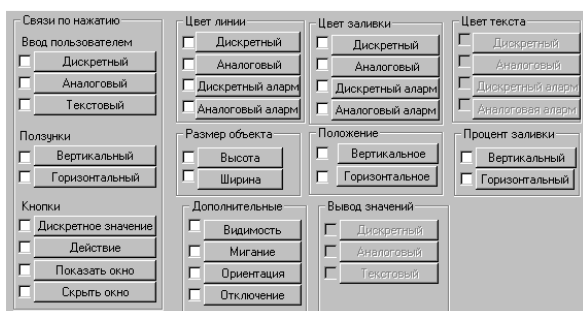 Связи по нажатию
Ввод пользователем
Дискретный
Аналоговый
Текстовый
Ползунки
Вертикальный
Горизонтальный
Кнопки
Дискретное значение
Действие
Показать окно
Скрыть окно
Цвет линии
Дискретный
Аналоговый
Дискретный аларм
Аналоговый аларм
Цвет заливки
Дискретный
Аналоговый
Дискретный аларм
Аналоговый аларм
Цвет текста
Дискретный
Аналоговый
Дискретный аларм
Аналоговая аларм
Размер объекта
Высота
Ширина
Положение
Вертикальное
Горизонтальное
Процент заливки
Вертикальный
Горизонтальный
Дополнительные
Видимость
Мигание
Ориентация
Отключение
Вывод значений
Дискретный
Аналоговый
Текстовый